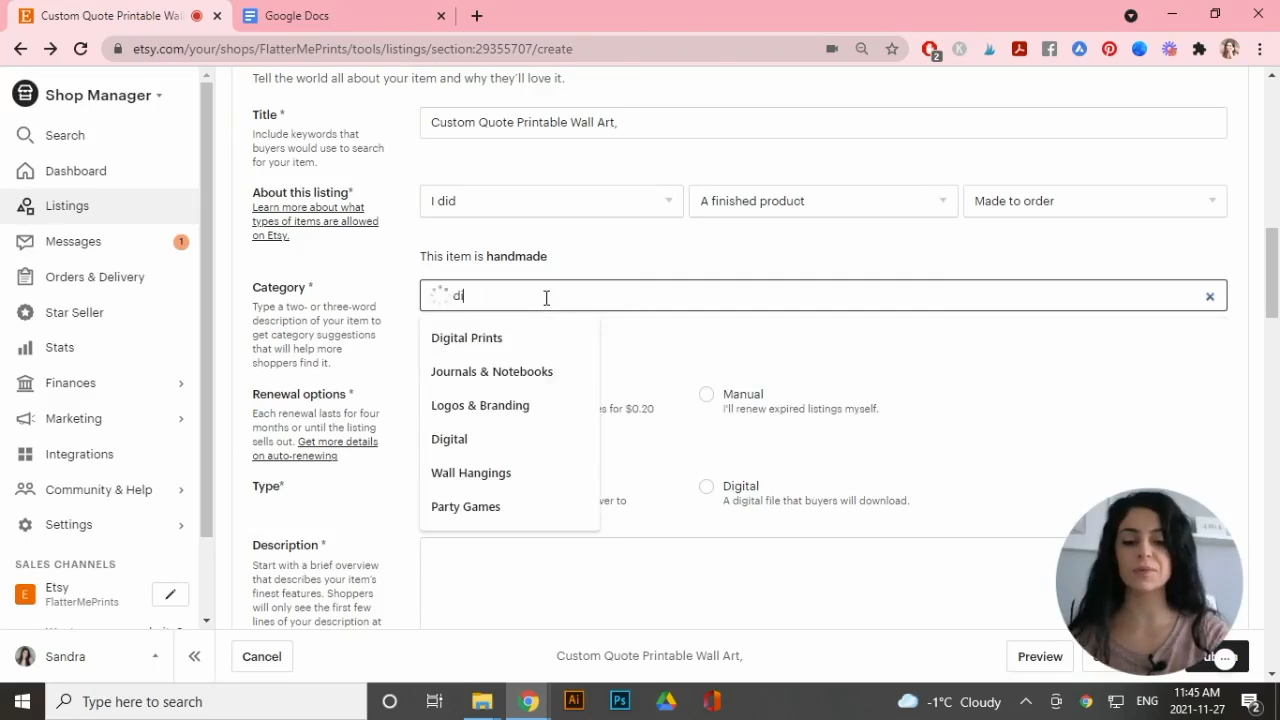 Custom Quote Printable Wall
Google Docs
etsy.com/your/shops/FlatterMePrints/tools/listings/section:29355707/create
2
Shop Manager
Search
Dashboard
Listings
Messages
1
Orders & Delivery
Star Seller
Stats
Finances
Marketing
Integrations
Community & Help
Settings
SALES CHANNELS
E
Etsy
FlatterMePrints
Sandra
Tell the world all about your item and why they'll love it.
Title *
Include keywords that
buyers would use to search
for your item.
Custom Quote Printable Wall Art,
About this listing*
Learn more about what
types of items are allowed
on Etsy.
I did
A finished product
Made to order
This item is handmade
Category *
Type a two- or three-word
description of your item to
get category suggestions
that will help more
shoppers find it.
di
Digital Prints
Journals & Notebooks
Logos & Branding
Digital
Wall Hangings
Party Games
Renewal options *
Each renewal lasts for four
months or until the listing
sells out. Get more details
on auto-renewing
es for $0.20
Manual
I'll renew expired listings myself.
Type*
ver to
Digital
A digital file that buyers will download.
Description *
Start with a brief overview
that describes your item's
finest features. Shoppers
will only see the first few
lines of your description at
Cancel
Custom Quote Printable Wall Art,
Preview
Type here to search
Ai
Ps
-1°C Cloudy
ENG
11:45 AM
2021-11-27
2